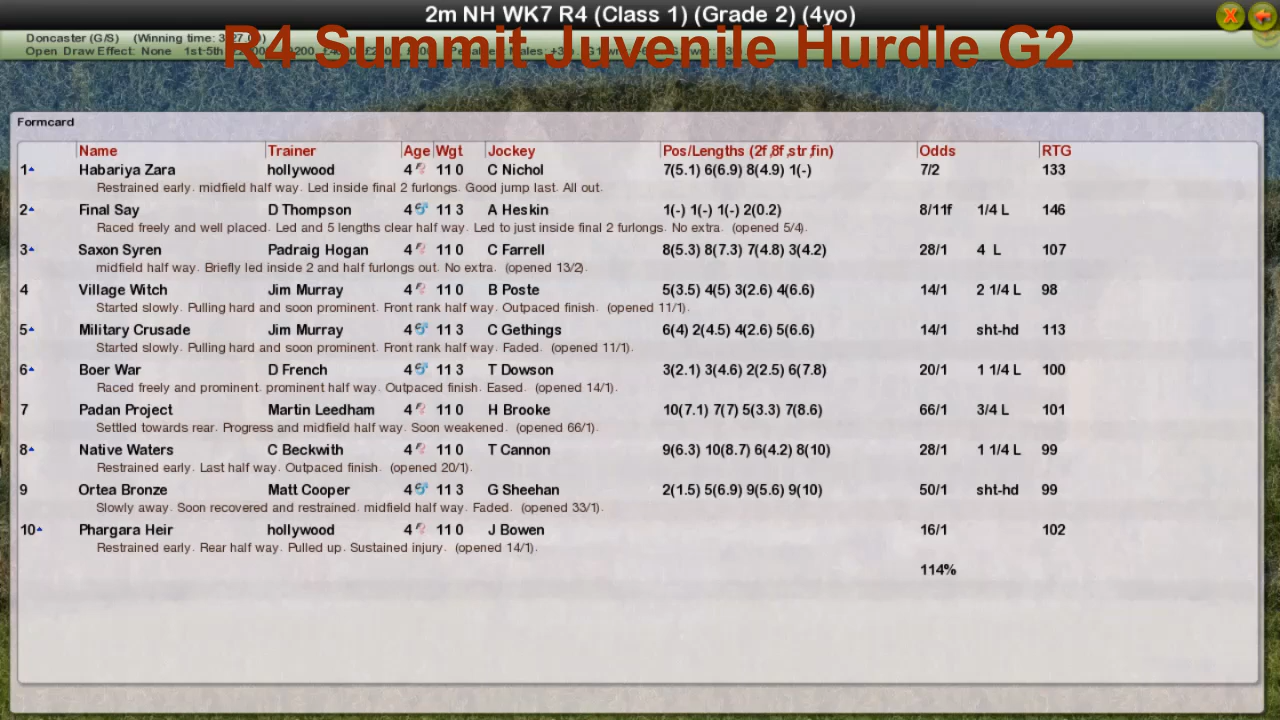 2m NH WK7 R4 (Class 1) (Grade 2) (4yo)
Doncaster (G/S) (Winning time:
R4 Summit Juvenile Hurdle G2
Open Draw Effect: None 1st-5th
Formcard
Name Trainer Age Wgt Jockey Pos/Lengths (2f,8f,str,fin) Odds RTG
1 Habariya Zara hollywood 4 11 0 C Nichol 7(5.1) 6(6.9) 8(4.9) 1(-) 7/2 133
Restrained early. midfield half way. Led inside final 2 furlongs. Good jump last. All out.
2 Final Say D Thompson 4 11 3 A Heskin 1(-) 1(-) 1(-) 2(0.2) 8/11f 1/4 L 146
Raced freely and well placed. Led and 5 lengths clear half way. Led to just inside final 2 furlongs. No extra. (opened 5/4).
3 Saxon Syren Padraig Hogan 4 11 0 C Farrell 8(5.3) 8(7.3) 7(4.8) 3(4.2) 28/1 4 L 107
midfield half way. Briefly led inside 2 and half furlongs out. No extra. (opened 13/2).
4 Village Witch Jim Murray 4 11 0 B Poste 5(3.5) 4(5) 3(2.6) 4(6.6) 14/1 2 1/4 L 98
Started slowly. Pulling hard and soon prominent. Front rank half way. Outpaced finish. (opened 11/1).
5 Military Crusade Jim Murray 4 11 3 C Gethings 6(4) 2(4.5) 4(2.6) 5(6.6) 14/1 sht-hd 113
Started slowly. Pulling hard and soon prominent. Front rank half way. Faded. (opened 11/1).
6 Boer War D French 4 11 3 T Dowson 3(2.1) 3(4.6) 2(2.5) 6(7.8) 20/1 1 1/4 L 100
Raced freely and prominent. prominent half way. Outpaced finish. Eased. (opened 14/1).
7 Padan Project Martin Leedham 4 11 0 H Brooke 10(7.1) 7(7) 5(3.3) 7(8.6) 66/1 3/4 L 101
Settled towards rear. Progress and midfield half way. Soon weakened. (opened 66/1).
8 Native Waters C Beckwith 4 11 0 T Cannon 9(6.3) 10(8.7) 6(4.2) 8(10) 28/1 1 1/4 L 99
Restrained early. Last half way. Outpaced finish. (opened 20/1).
9 Ortea Bronze Matt Cooper 4 11 3 G Sheehan 2(1.5) 5(6.9) 9(5.6) 9(10) 50/1 sht-hd 99
Slowly away. Soon recovered and restrained. midfield half way. Faded. (opened 33/1).
10 Phargara Heir hollywood 4 11 0 J Bowen 16/1 102
Restrained early. Rear half way. Pulled up. Sustained injury. (opened 14/1).
114%